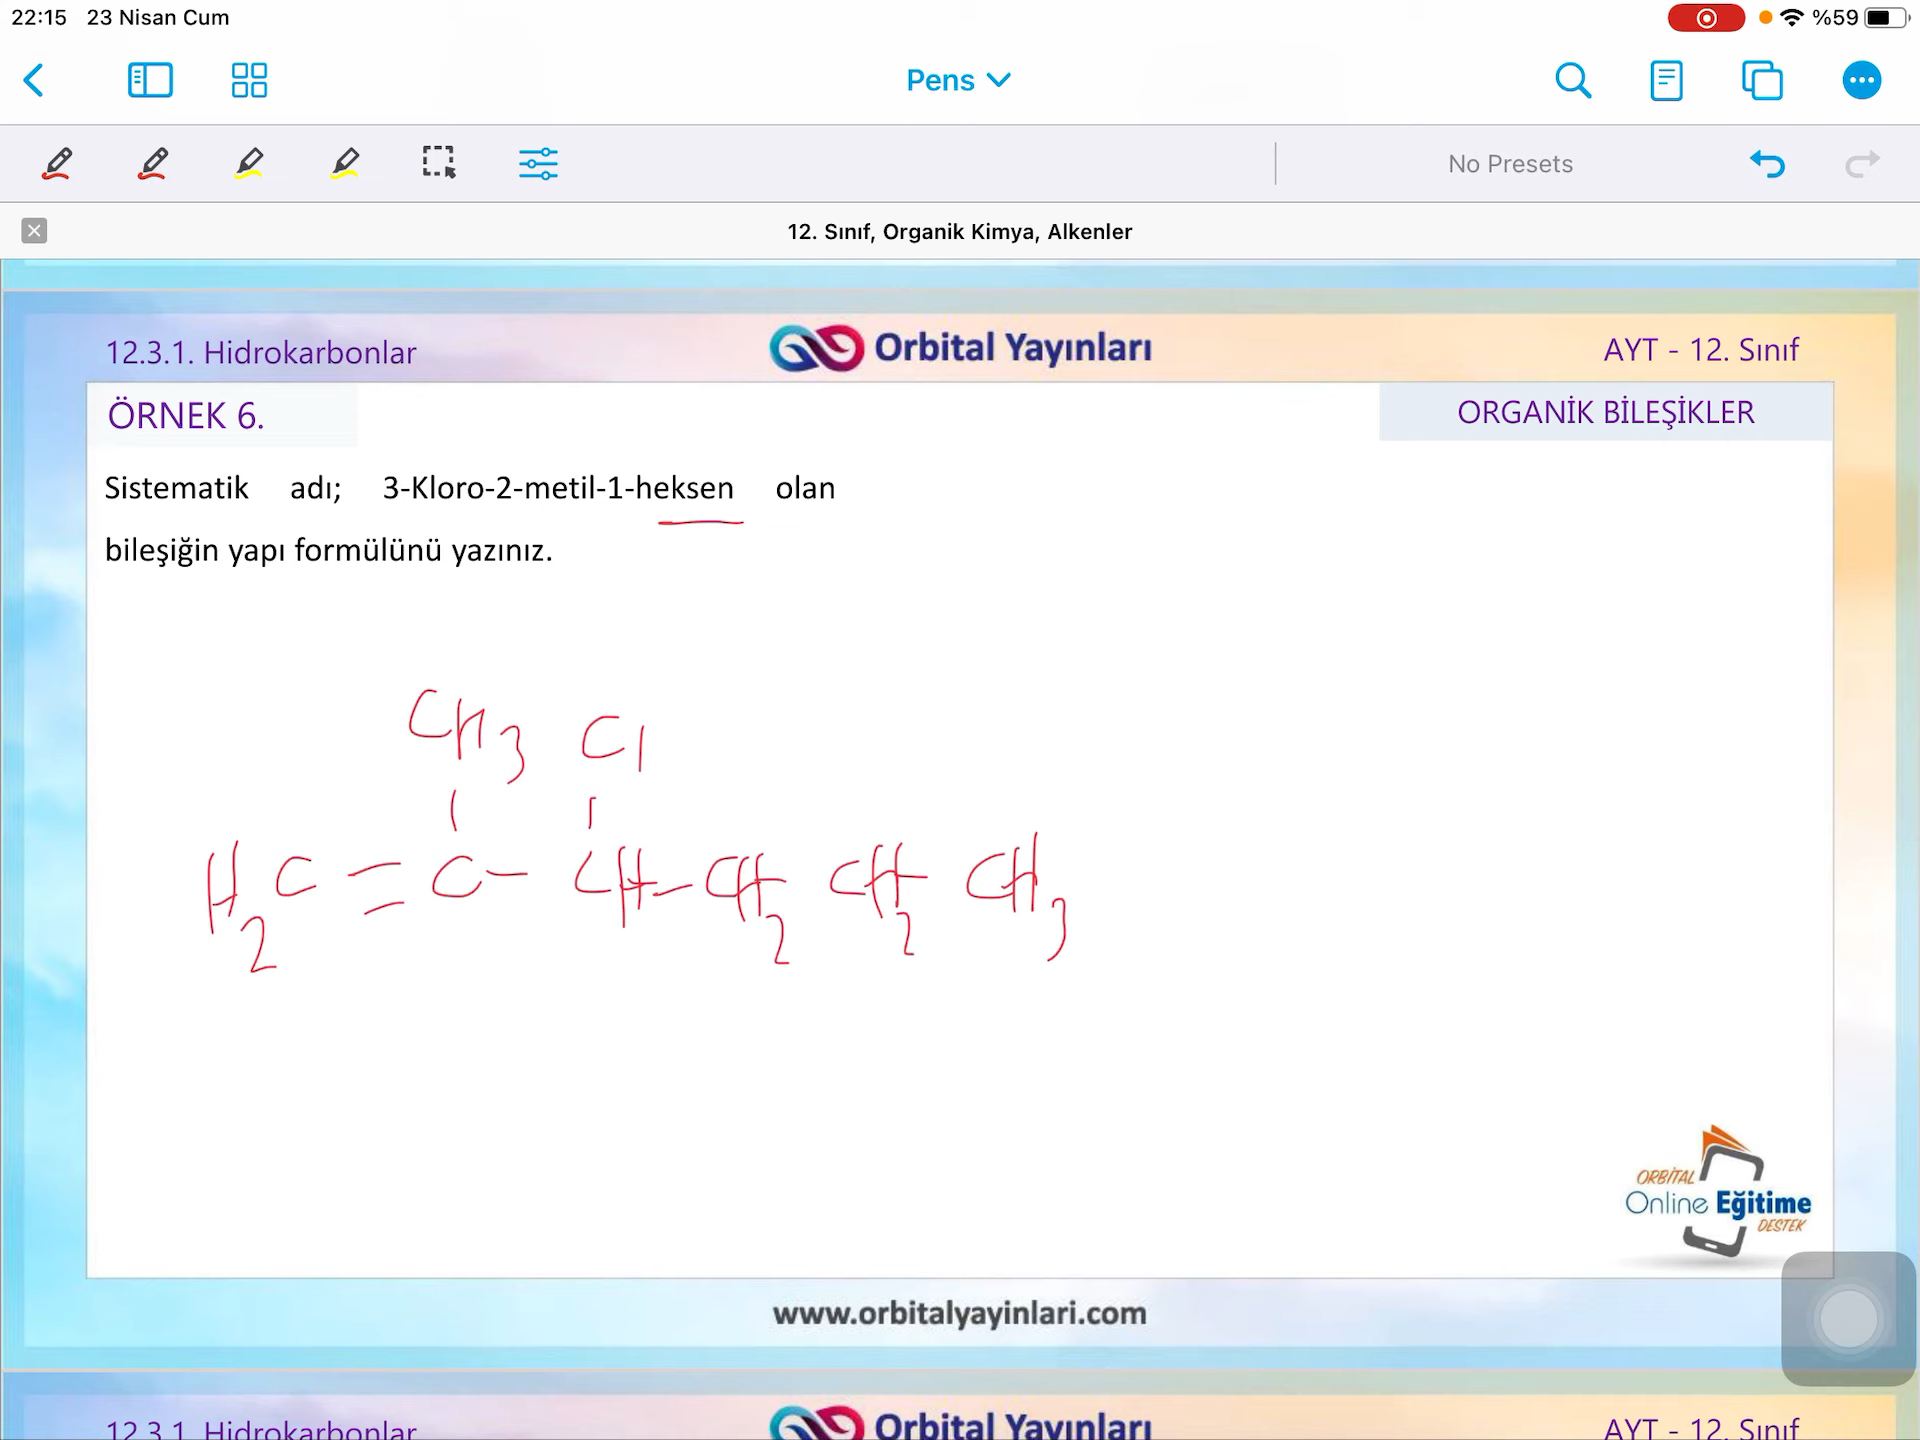 22:15 23 Nisan Cum %59
Pens
No Presets
12. Sınıf, Organik Kimya, Alkenler
12.3.1. Hidrokarbonlar Orbital Yayınları AYT - 12. Sınıf
ÖRNEK 6. ORGANİK BİLEŞİKLER
Sistematik adı; 3-Kloro-2-metil-1-heksen olan
bileşiğin yapı formülünü yazınız.
CH3 Cl
H2C = C - CH - CH2 CH2 CH3
ORBİTAL
Online Eğitime
DESTEK
www.orbitalyayinlari.com
12.3.1. Hidrokarbonlar Orbital Yayınları AYT - 12. Sınıf